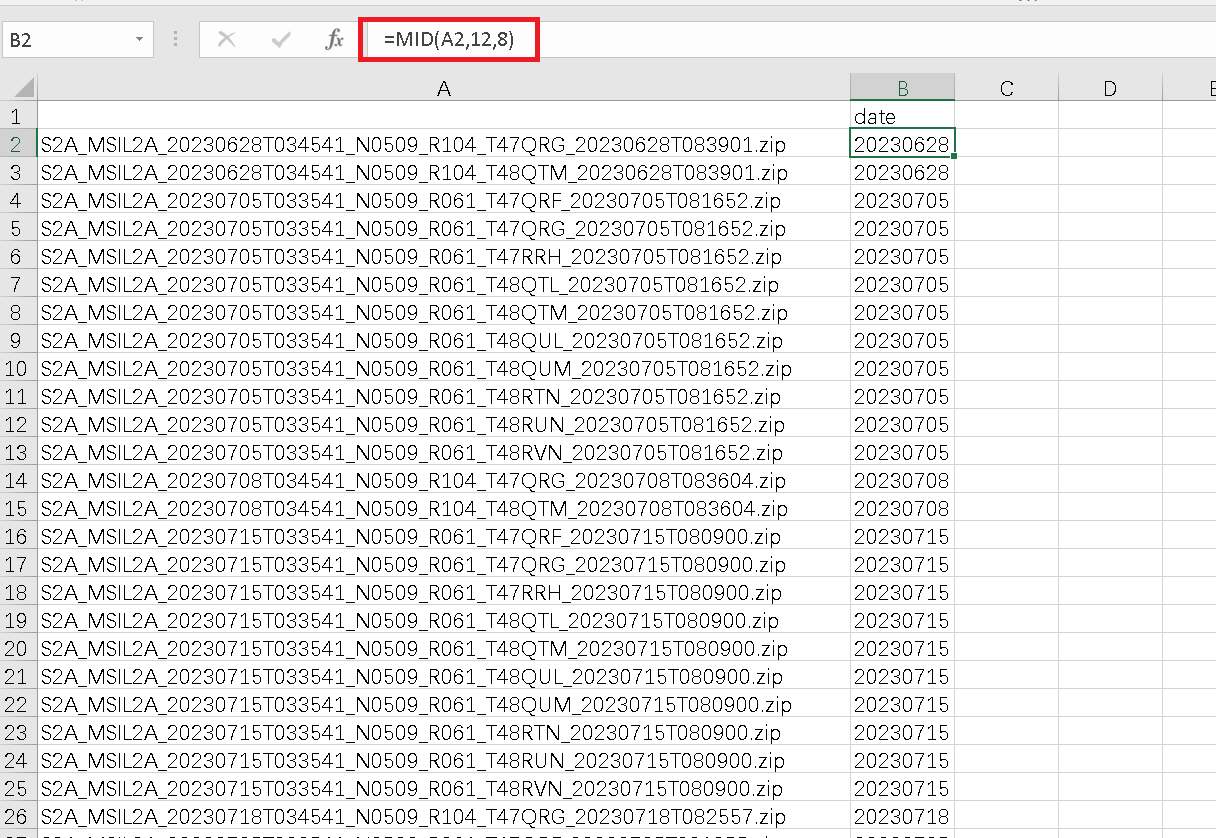 B2 fx =MID(A2,12,8)
A B C D E
1 date
2 S2A_MSIL2A_20230628T034541_N0509_R104_T47QRG_20230628T083901.zip 20230628
3 S2A_MSIL2A_20230628T034541_N0509_R104_T48QTM_20230628T083901.zip 20230628
4 S2A_MSIL2A_20230705T033541_N0509_R061_T47QRF_20230705T081652.zip 20230705
5 S2A_MSIL2A_20230705T033541_N0509_R061_T47QRG_20230705T081652.zip 20230705
6 S2A_MSIL2A_20230705T033541_N0509_R061_T47RRH_20230705T081652.zip 20230705
7 S2A_MSIL2A_20230705T033541_N0509_R061_T48QTL_20230705T081652.zip 20230705
8 S2A_MSIL2A_20230705T033541_N0509_R061_T48QTM_20230705T081652.zip 20230705
9 S2A_MSIL2A_20230705T033541_N0509_R061_T48QUL_20230705T081652.zip 20230705
10 S2A_MSIL2A_20230705T033541_N0509_R061_T48QUM_20230705T081652.zip 20230705
11 S2A_MSIL2A_20230705T033541_N0509_R061_T48RTN_20230705T081652.zip 20230705
12 S2A_MSIL2A_20230705T033541_N0509_R061_T48RUN_20230705T081652.zip 20230705
13 S2A_MSIL2A_20230705T033541_N0509_R061_T48RVN_20230705T081652.zip 20230705
14 S2A_MSIL2A_20230708T034541_N0509_R104_T47QRG_20230708T083604.zip 20230708
15 S2A_MSIL2A_20230708T034541_N0509_R104_T48QTM_20230708T083604.zip 20230708
16 S2A_MSIL2A_20230715T033541_N0509_R061_T47QRF_20230715T080900.zip 20230715
17 S2A_MSIL2A_20230715T033541_N0509_R061_T47QRG_20230715T080900.zip 20230715
18 S2A_MSIL2A_20230715T033541_N0509_R061_T47RRH_20230715T080900.zip 20230715
19 S2A_MSIL2A_20230715T033541_N0509_R061_T48QTL_20230715T080900.zip 20230715
20 S2A_MSIL2A_20230715T033541_N0509_R061_T48QTM_20230715T080900.zip 20230715
21 S2A_MSIL2A_20230715T033541_N0509_R061_T48QUL_20230715T080900.zip 20230715
22 S2A_MSIL2A_20230715T033541_N0509_R061_T48QUM_20230715T080900.zip 20230715
23 S2A_MSIL2A_20230715T033541_N0509_R061_T48RTN_20230715T080900.zip 20230715
24 S2A_MSIL2A_20230715T033541_N0509_R061_T48RUN_20230715T080900.zip 20230715
25 S2A_MSIL2A_20230715T033541_N0509_R061_T48RVN_20230715T080900.zip 20230715
26 S2A_MSIL2A_20230718T034541_N0509_R104_T47QRG_20230718T082557.zip 20230718